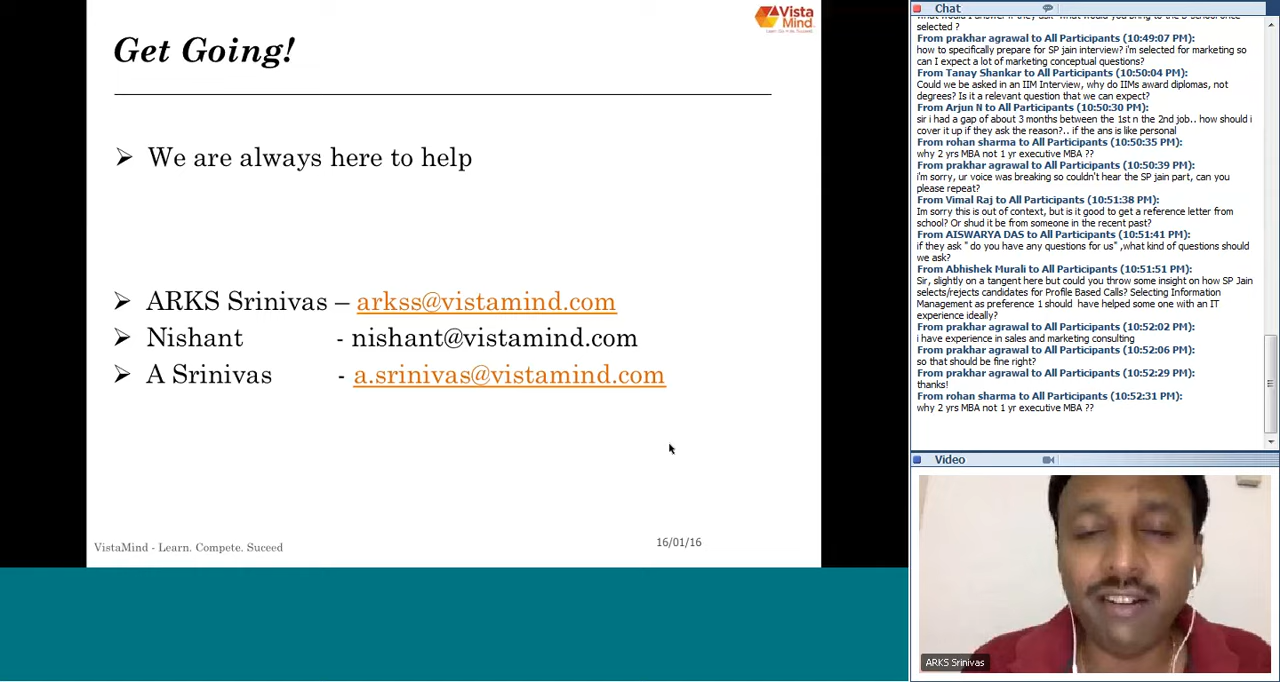 Get Going!
Vista
Mind
We are always here to help
ARKS Srinivas – arkss@vistamind.com
Nishant - nishant@vistamind.com
A Srinivas - a.srinivas@vistamind.com
VistaMind - Learn. Compete. Suceed
16/01/16
Chat
selected ?
From prakhar agrawal to All Participants (10:49:07 PM):
how to specifically prepare for SP jain interview? i'm selected for marketing so
can I expect a lot of marketing conceptual questions?
From Tanay Shankar to All Participants (10:50:04 PM):
Could we be asked in an IIM Interview, why do IIMs award diplomas, not
degrees? Is it a relevant question that we can expect?
From Arjun N to All Participants (10:50:30 PM):
sir i had a gap of about 3 months between the 1st n the 2nd job.. how should i
cover it up if they ask the reason?.. if the ans is like personal
From rohan sharma to All Participants (10:50:35 PM):
why 2 yrs MBA not 1 yr executive MBA ??
From prakhar agrawal to All Participants (10:50:39 PM):
i'm sorry, ur voice was breaking so couldn't hear the SP jain part, can you
please repeat?
From Vimal Raj to All Participants (10:51:38 PM):
Im sorry this is out of context, but is it good to get a reference letter from
school? Or shud it be from someone in the recent past?
From AISWARYA DAS to All Participants (10:51:41 PM):
if they ask " do you have any questions for us" ,what kind of questions should
we ask?
From Abhishek Murali to All Participants (10:51:51 PM):
Sir, slightly on a tangent here but could you throw some insight on how SP Jain
selects/rejects candidates for Profile Based Calls? Selecting Information
Management as preference 1 should have helped some one with an IT
experience ideally?
From prakhar agrawal to All Participants (10:52:02 PM):
i have experience in sales and marketing consulting
From prakhar agrawal to All Participants (10:52:06 PM):
so that should be fine right?
From prakhar agrawal to All Participants (10:52:29 PM):
thanks!
From rohan sharma to All Participants (10:52:31 PM):
why 2 yrs MBA not 1 yr executive MBA ??
Video
ARKS Srinivas